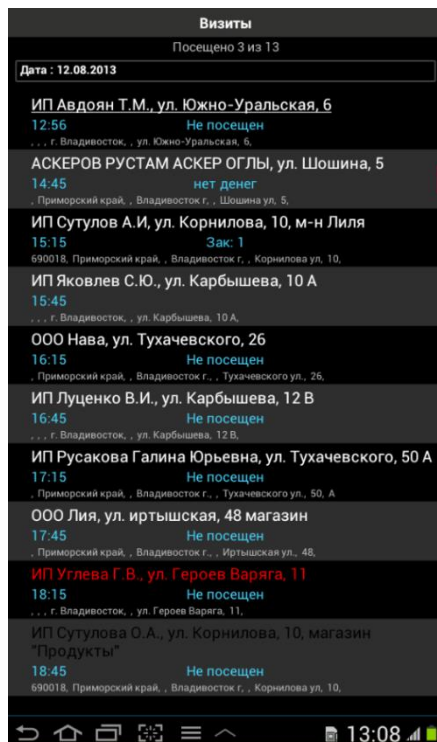 Визиты
Посещено 3 из 13
Дата : 12.08.2013
ИП Авдоян Т.М., ул. Южно-Уральская, 6
12:56 Не посещен
, , , г. Владивосток, , ул. Южно-Уральская, 6,
АСКЕРОВ РУСТАМ АСКЕР ОГЛЫ, ул. Шошина, 5
14:45 нет денег
, Приморский край, , Владивосток г, , Шошина ул, 5,
ИП Сутулов А.И, ул. Корнилова, 10, м-н Лиля
15:15 Зак: 1
690018, Приморский край, , Владивосток г, , Корнилова ул, 10,
ИП Яковлев С.Ю., ул. Карбышева, 10 А
15:45
, , , г. Владивосток, , ул. Карбышева, 10 А,
ООО Нава, ул. Тухачевского, 26
16:15 Не посещен
, Приморский край, , Владивосток г., , Тухачевского ул., 26,
ИП Луценко В.И., ул. Карбышева, 12 В
16:45 Не посещен
, , , г. Владивосток, , ул. Карбышева, 12 В,
ИП Русакова Галина Юрьевна, ул. Тухачевского, 50 А
17:15 Не посещен
, Приморский край, , Владивосток г., , Тухачевского ул., 50, А
ООО Лия, ул. иртышская, 48 магазин
17:45 Не посещен
, Приморский край, , Владивосток г., , Иртышская ул., 48,
ИП Углева Г.В., ул. Героев Варяга, 11
18:15 Не посещен
, , , г. Владивосток, , ул. Героев Варяга, 11,
ИП Сутулова О.А., ул. Корнилова, 10, магазин
"Продукты"
18:45 Не посещен
690018, Приморский край, , Владивосток г, , Корнилова ул, 10,
13:08